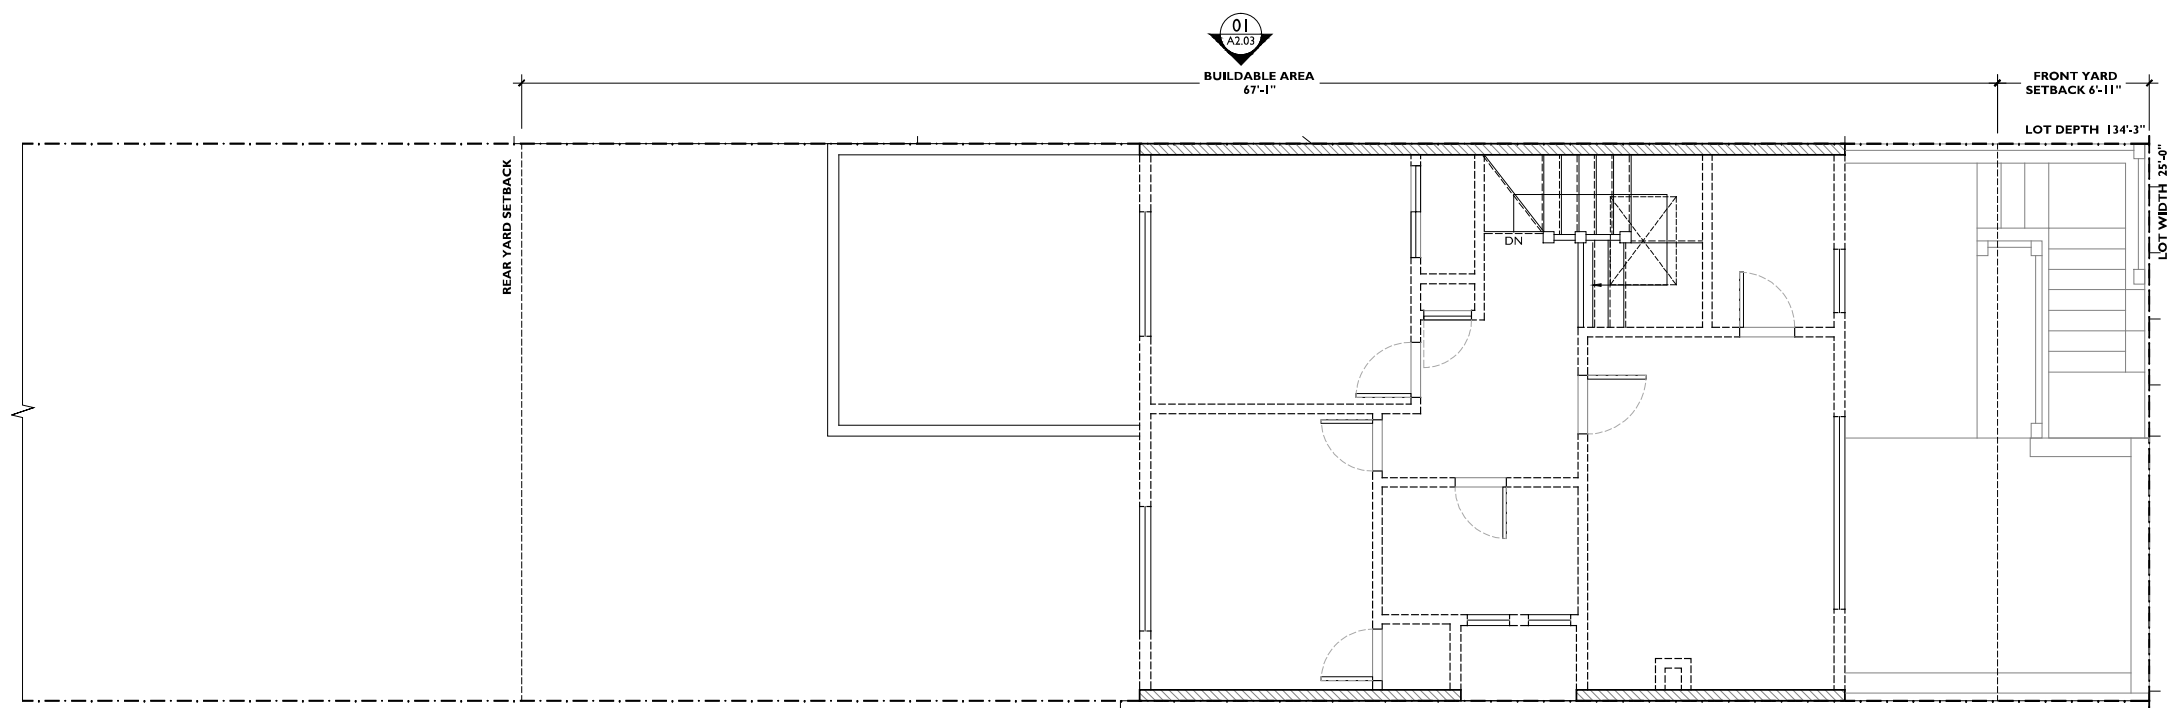 01
A2.03
BUILDABLE AREA
67'-1"
FRONT YARD
SETBACK 6'-11"
LOT DEPTH 134'-3"
LOT WIDTH 25'-0"
REAR YARD SETBACK
DN